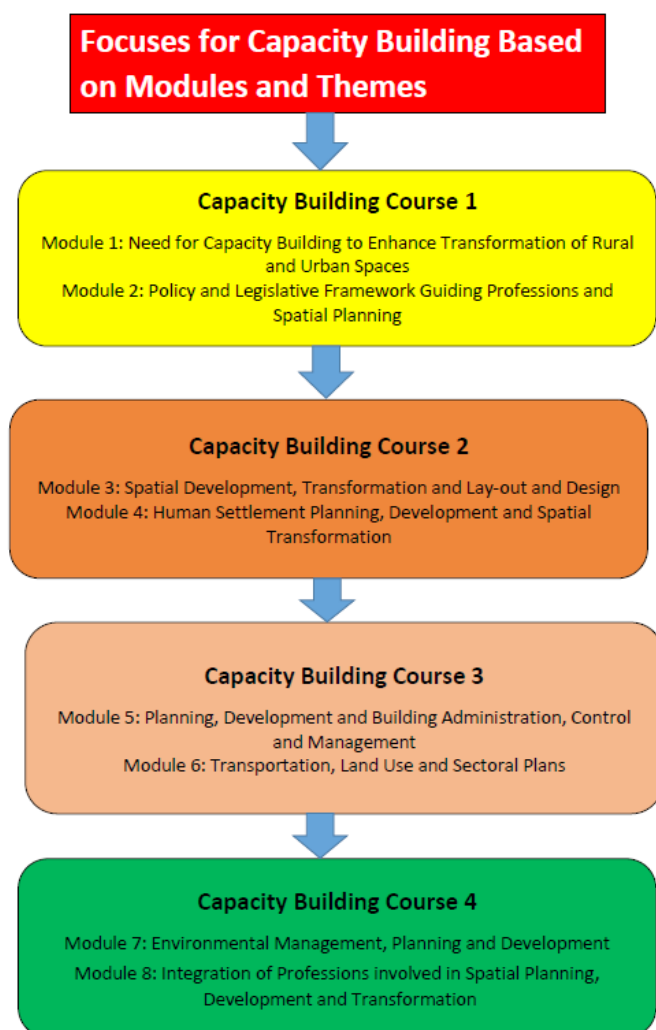 Focuses for Capacity Building Based
on Modules and Themes
Capacity Building Course 1
Module 1: Need for Capacity Building to Enhance Transformation of Rural
and Urban Spaces
Module 2: Policy and Legislative Framework Guiding Professions and
Spatial Planning
Capacity Building Course 2
Module 3: Spatial Development, Transformation and Lay-out and Design
Module 4: Human Settlement Planning, Development and Spatial
Transformation
Capacity Building Course 3
Module 5: Planning, Development and Building Administration, Control
and Management
Module 6: Transportation, Land Use and Sectoral Plans
Capacity Building Course 4
Module 7: Environmental Management, Planning and Development
Module 8: Integration of Professions involved in Spatial Planning,
Development and Transformation